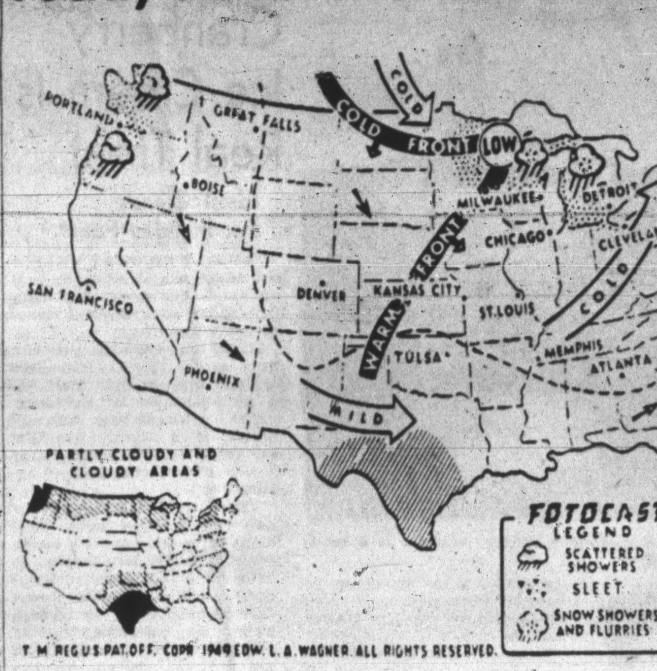 COLD
COLD FRONT
LOW
PORTLAND
GREAT FALLS
BOISE
MILWAUKEE
DETROIT
CHICAGO
CLEVELAN
SAN FRANCISCO
DENVER
KANSAS CITY
ST. LOUIS
COLD
WARM FRONT
TULSA
MEMPHIS
ATLANTA
PHOENIX
MILD
PARTLY CLOUDY AND
CLOUDY AREAS
FOTOCAST
LEGEND
SCATTERED
SHOWERS
SLEET
SNOW SHOWERS
AND FLURRIES
T. M. REG. U.S. PAT. OFF. COPR 1949 EDW. L. A. WAGNER. ALL RIGHTS RESERVED.